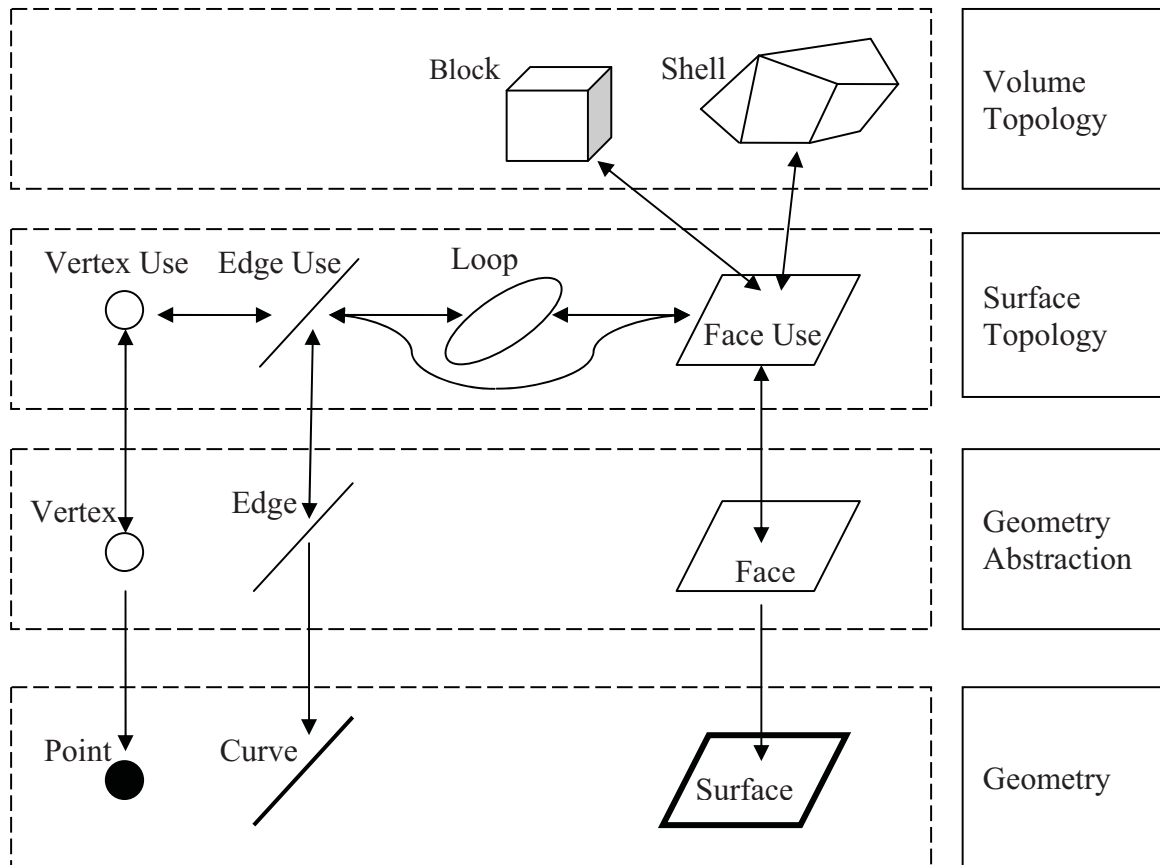 Block
Shell
Volume
Topology
Vertex Use
Edge Use
Loop
Face Use
Surface
Topology
Vertex
Edge
Face
Geometry
Abstraction
Point
Curve
Surface
Geometry